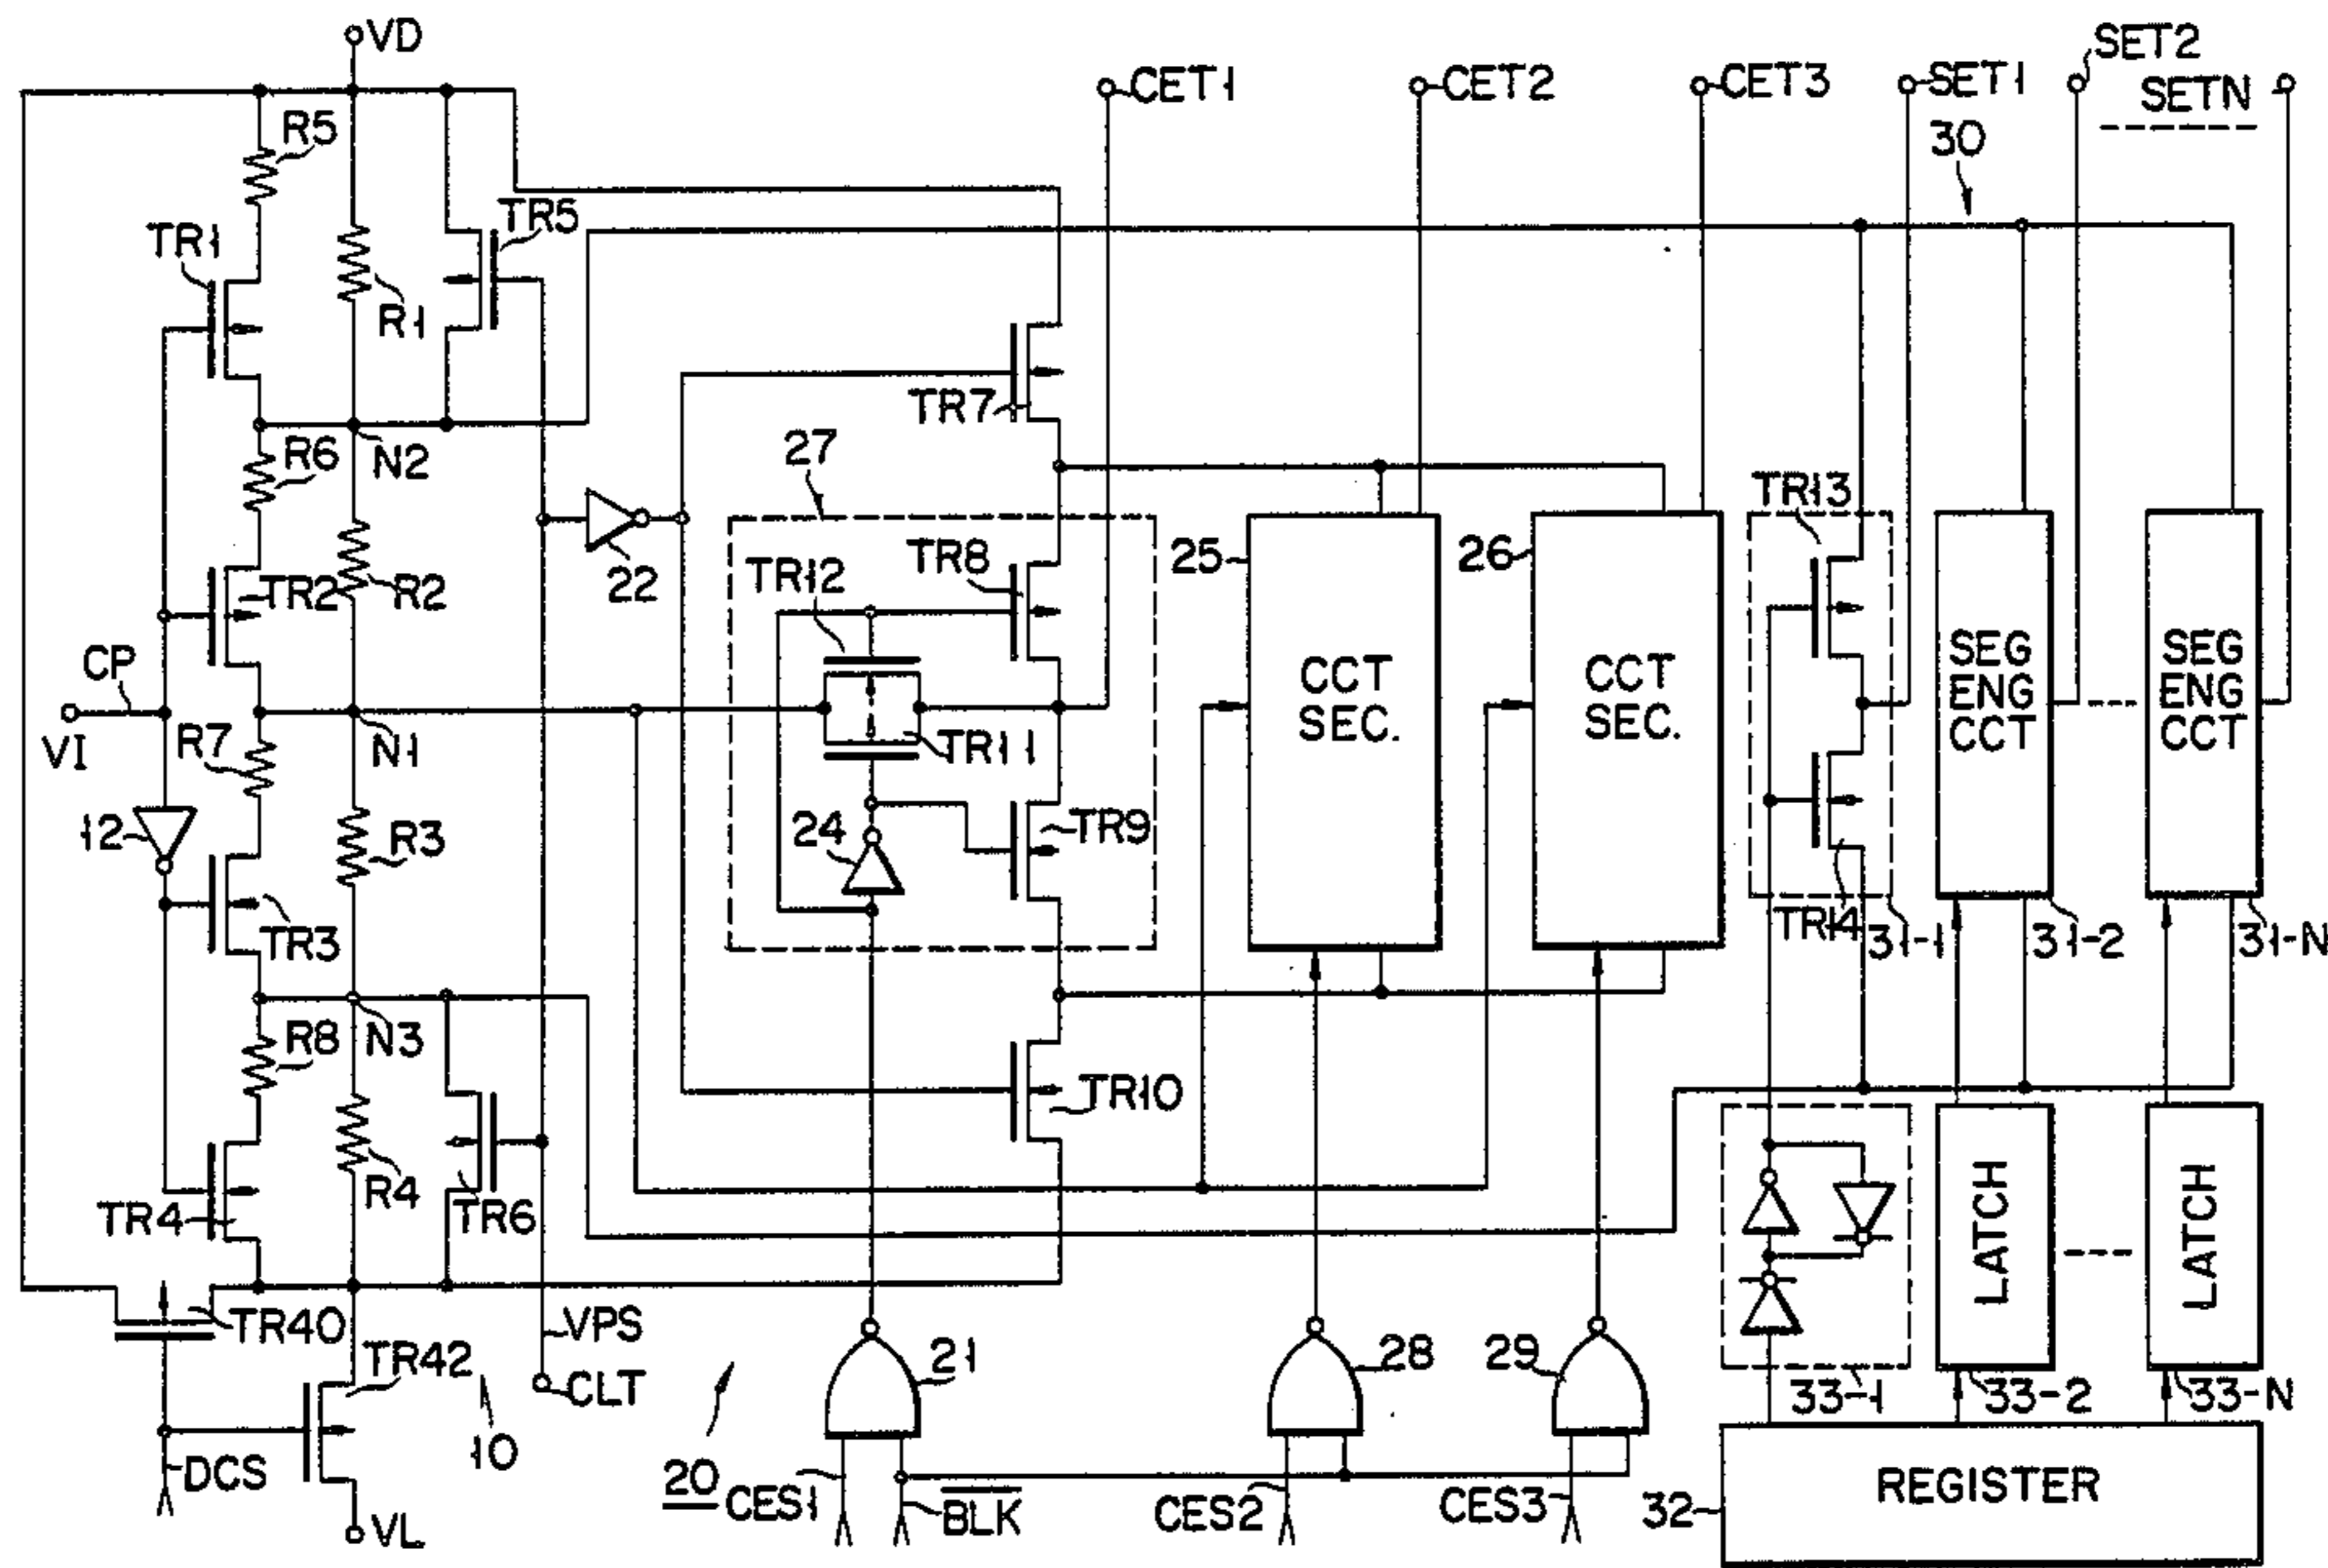 VD
CET1
CET2
CET3
SET1
SET2
SETN
30
R5
TR1
TR5
R1
TR7
N2
R6
27
TR13
22
TR12
TR8
25
26
TR2
R2
CCT
SEC.
CCT
SEC.
SEG
ENG
CCT
SEG
ENG
CCT
CP
VI
N1
R7
TR11
12
R3
24
TR9
TR3
TR14
31-1
31-2
31-N
N3
R8
TR10
R4
TR4
TR6
LATCH
LATCH
TR40
VPS
TR42
CLT
21
28
29
33-1
33-2
33-N
10
DCS
20
CES1
BLK
CES2
CES3
32
REGISTER
VL